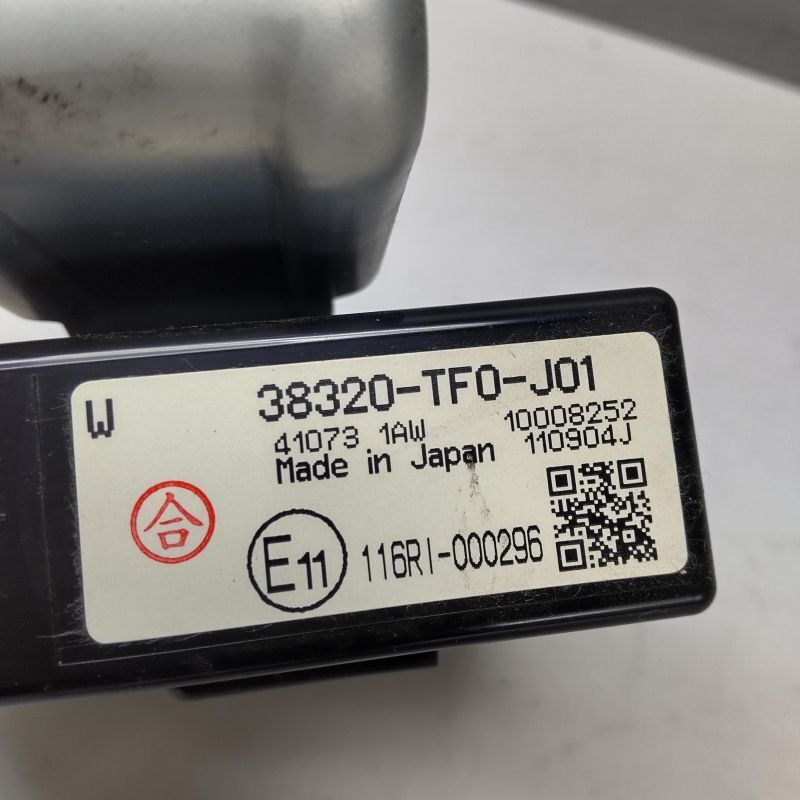 W
38320-TF0-J01
41073 1AW
10008252
Made in Japan
110904J
合
E11
116RI-000296